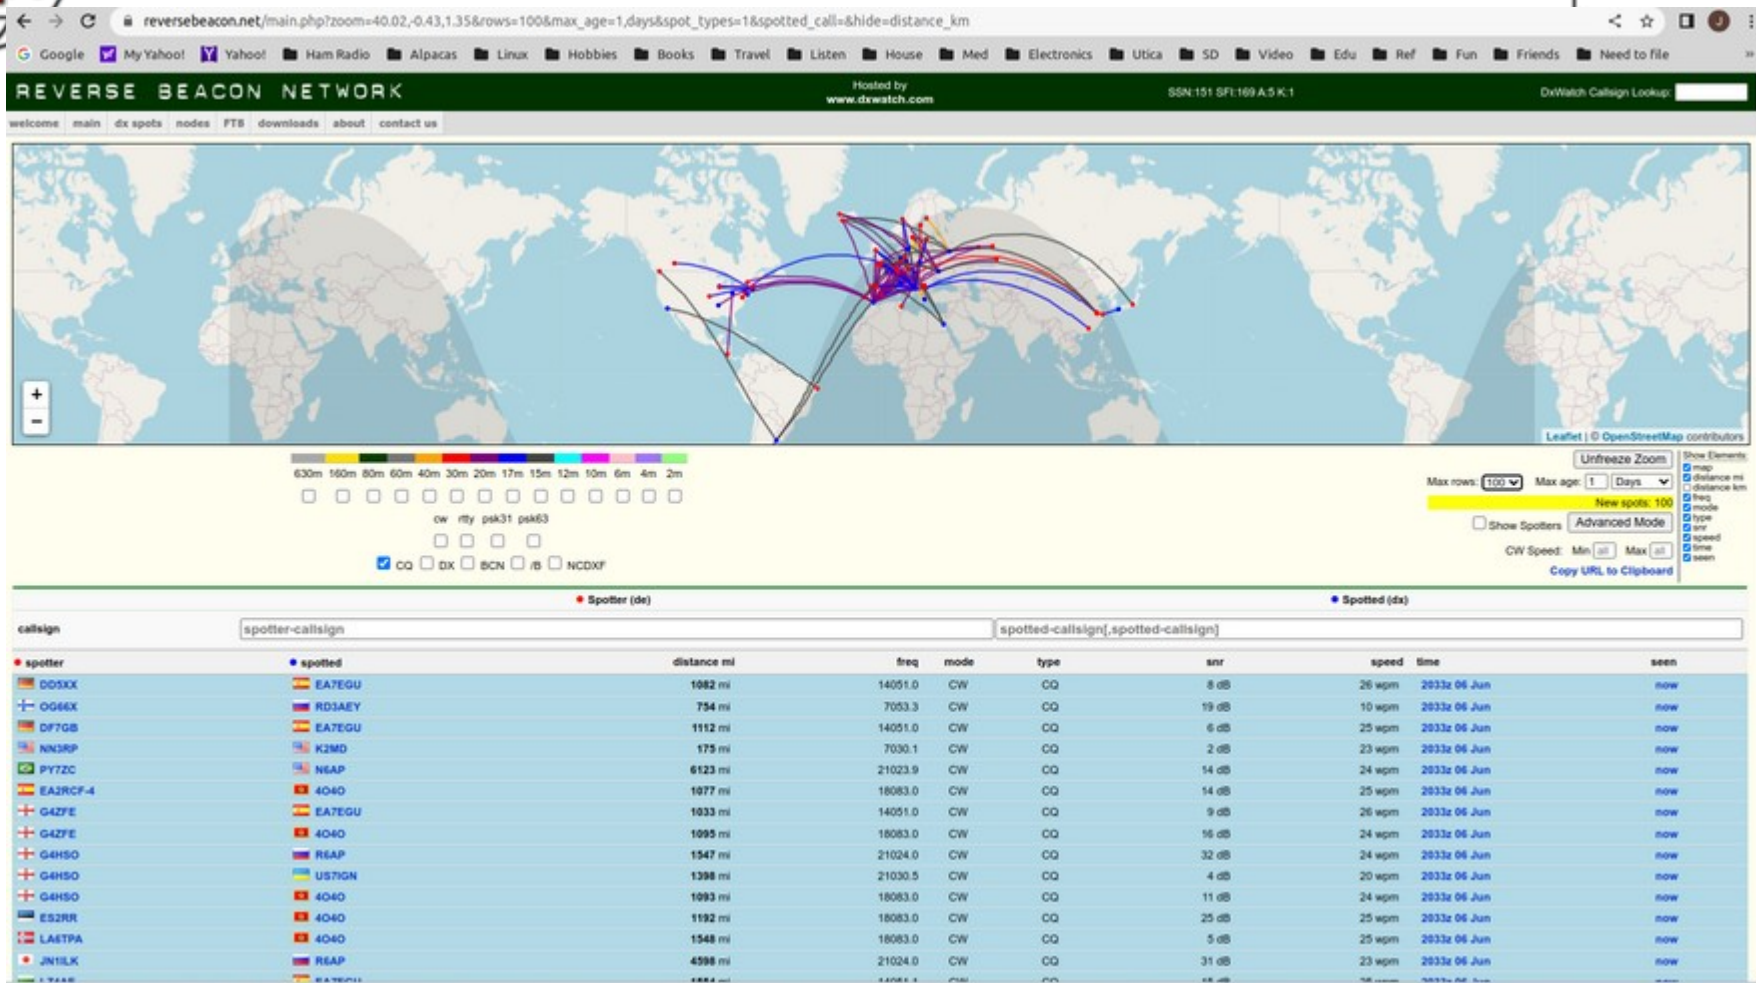 reversebeacon.net/main.php?zoom=40.02,-0.43,1.35&rows=100&max_age=1,days&spot_types=1&spotted_call=&hide=distance_km
Google My Yahoo! Yahoo! Ham Radio Alpacas Linux Hobbies Books Travel Listen House Med Electronics Utica SD Video Edu Ref Fun Friends Need to file »
REVERSE BEACON NETWORK
Hosted by
www.dxwatch.com
SSN:151 SFI:169 A:5 K:1
DxWatch Callsign Lookup:
welcome main dx spots nodes FT8 downloads about contact us
+
−
Leaflet | © OpenStreetMap contributors
630m 160m 80m 60m 40m 30m 20m 17m 15m 12m 10m 6m 4m 2m
cw rtty psk31 psk63
CQ DX BCN /B NCDXF
Unfreeze Zoom
Max rows: 100 Max age: 1 Days
New spots: 100
Show Spotters Advanced Mode
CW Speed: Min all Max all
Copy URL to Clipboard
Show Elements:
map
distance mi
distance km
freq
mode
type
snr
speed
time
seen
Spotter (de) Spotted (dx)
callsign spotter-callsign spotted-callsign[,spotted-callsign]
spotter spotted distance mi freq mode type snr speed time seen
DD5XX EA7EGU 1082 mi 14051.0 CW CQ 8 dB 26 wpm 2033z 06 Jun now
OG66X RD3AEY 754 mi 7053.3 CW CQ 19 dB 10 wpm 2033z 06 Jun now
DF7GB EA7EGU 1112 mi 14051.0 CW CQ 6 dB 25 wpm 2033z 06 Jun now
NN3RP K2MD 175 mi 7030.1 CW CQ 2 dB 23 wpm 2033z 06 Jun now
PY7ZC N6AP 6123 mi 21023.9 CW CQ 14 dB 24 wpm 2033z 06 Jun now
EA2RCF-4 4O4O 1077 mi 18083.0 CW CQ 14 dB 25 wpm 2033z 06 Jun now
G4ZFE EA7EGU 1033 mi 14051.0 CW CQ 9 dB 26 wpm 2033z 06 Jun now
G4ZFE 4O4O 1095 mi 18083.0 CW CQ 16 dB 24 wpm 2033z 06 Jun now
G4HSO R6AP 1547 mi 21024.0 CW CQ 32 dB 24 wpm 2033z 06 Jun now
G4HSO US7IGN 1398 mi 21030.5 CW CQ 4 dB 20 wpm 2033z 06 Jun now
G4HSO 4O4O 1093 mi 18083.0 CW CQ 11 dB 24 wpm 2033z 06 Jun now
ES2RR 4O4O 1192 mi 18083.0 CW CQ 25 dB 25 wpm 2033z 06 Jun now
LA6TPA 4O4O 1548 mi 18083.0 CW CQ 5 dB 25 wpm 2033z 06 Jun now
JN1ILK R6AP 4598 mi 21024.0 CW CQ 31 dB 23 wpm 2033z 06 Jun now